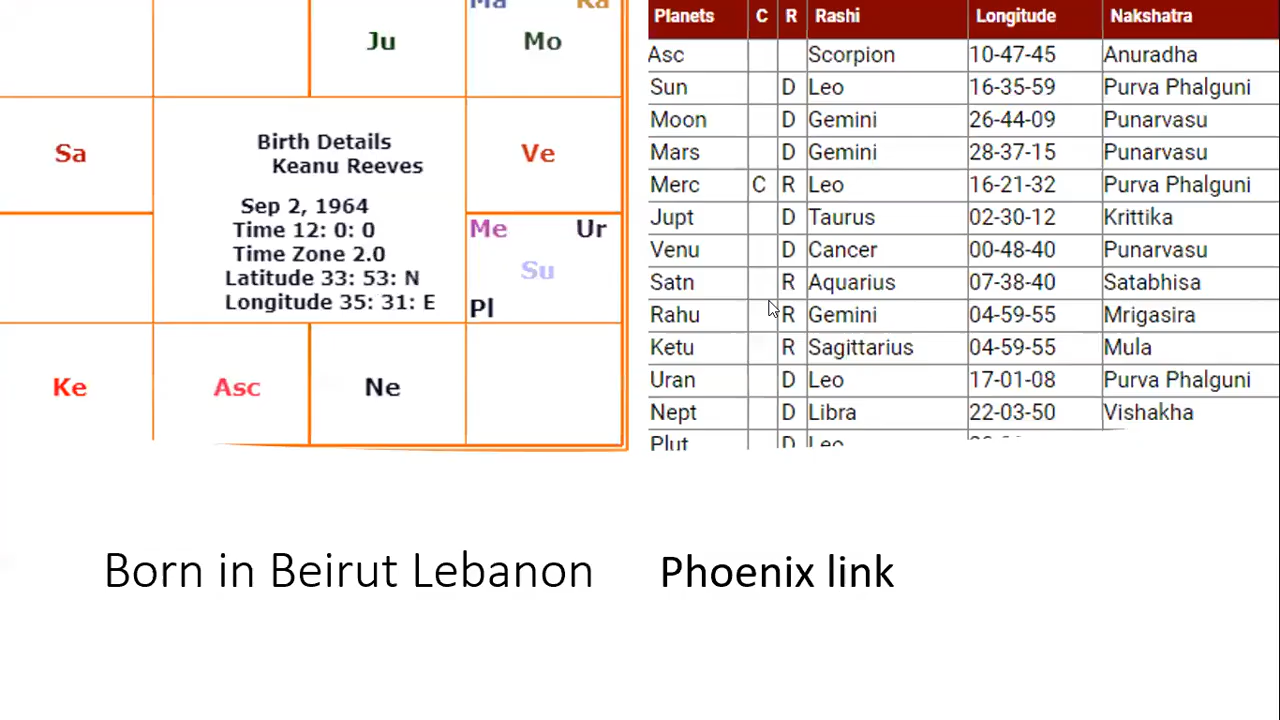 Ma Ra
Ju Mo
Sa Ve
Birth Details
Keanu Reeves
Sep 2, 1964
Time 12: 0: 0
Time Zone 2.0
Latitude 33: 53: N
Longitude 35: 31: E
Me Ur
Su
Pl
Ke Asc Ne
Planets C R Rashi Longitude Nakshatra
Asc Scorpion 10-47-45 Anuradha
Sun D Leo 16-35-59 Purva Phalguni
Moon D Gemini 26-44-09 Punarvasu
Mars D Gemini 28-37-15 Punarvasu
Merc C R Leo 16-21-32 Purva Phalguni
Jupt D Taurus 02-30-12 Krittika
Venu D Cancer 00-48-40 Punarvasu
Satn R Aquarius 07-38-40 Satabhisa
Rahu R Gemini 04-59-55 Mrigasira
Ketu R Sagittarius 04-59-55 Mula
Uran D Leo 17-01-08 Purva Phalguni
Nept D Libra 22-03-50 Vishakha
Plut D Leo
Born in Beirut Lebanon Phoenix link